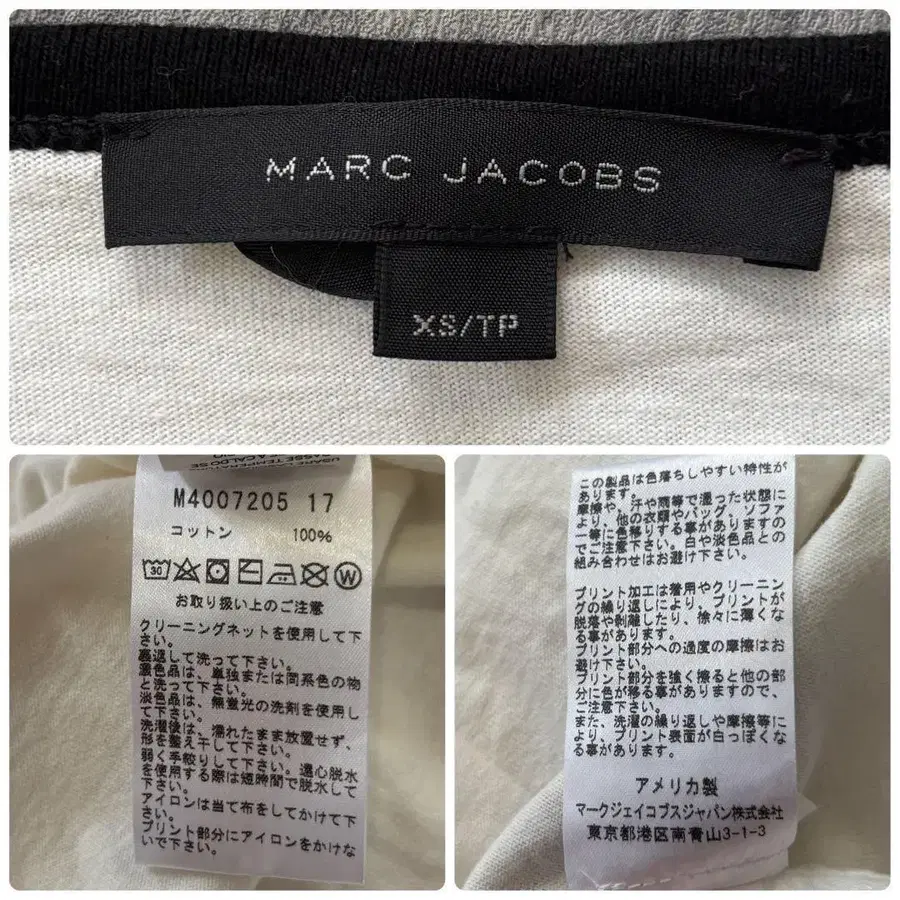 MARC JACOBS
XS/TP
M4007205 17
コットン 100%
30
W
お取り扱い上のご注意
クリーニングネットを使用して下
さい。
裏返して洗って下さい。
濃色品は、単独または同系色の物
と洗って下さい。
淡色品は、無蛍光の洗剤を使用し
て下さい。
洗濯後は、濡れたまま放置せず、
形を整え干して下さい。
弱く手絞りして下さい。遠心脱水
を使用する際は短時間で脱水して
下さい。
アイロンは当て布をしてかけて下
さい。
プリント部分にアイロンをかけな
いで下さい。
この製品は色落ちしやすい特性が
あります。
摩擦や、汗や雨等で湿った状態に
より、他の衣類やバッグ、ソファ
ー等に色移りする事がありますの
でご注意下さい。白や淡色品との
組み合わせはお避け下さい。
プリント加工は着用やクリーニン
グの繰り返しにより、プリントが
脱落や剥離したり、徐々に薄くな
る事があります。
プリント部分への過度の摩擦はお
避け下さい。
プリント部分を強く擦ると他の部
分に色が移る事がありますので、
ご注意下さい。
また、洗濯の繰り返しや摩擦等に
より、プリント表面が白っぽくな
る事があります。
アメリカ製
マークジェイコブスジャパン株式会社
東京都港区南青山3-1-3